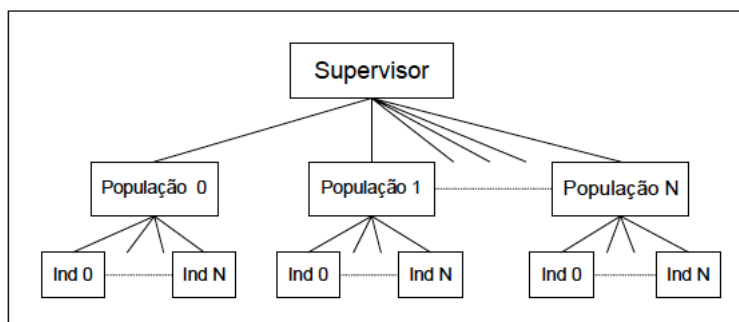 Supervisor
População 0
População 1
População N
Ind 0
Ind N
Ind 0
Ind N
Ind 0
Ind N